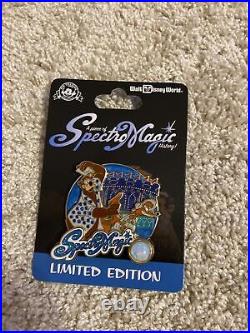 Walt Disney World
A piece of
SpectroMagic
history!
SpectroMagic
LIMITED EDITION